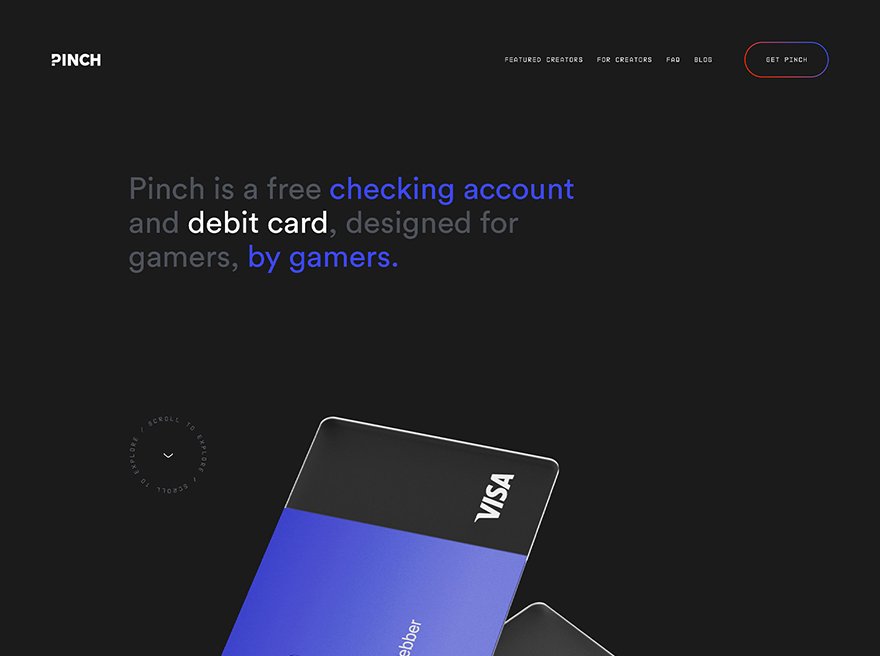 PINCH
FEATURED CREATORS
FOR CREATORS
FAQ
BLOG
GET PINCH
Pinch is a free checking account
and debit card, designed for
gamers, by gamers.
SCROLL TO EXPLORE / SCROLL TO EXPLORE /
VISA
ebber